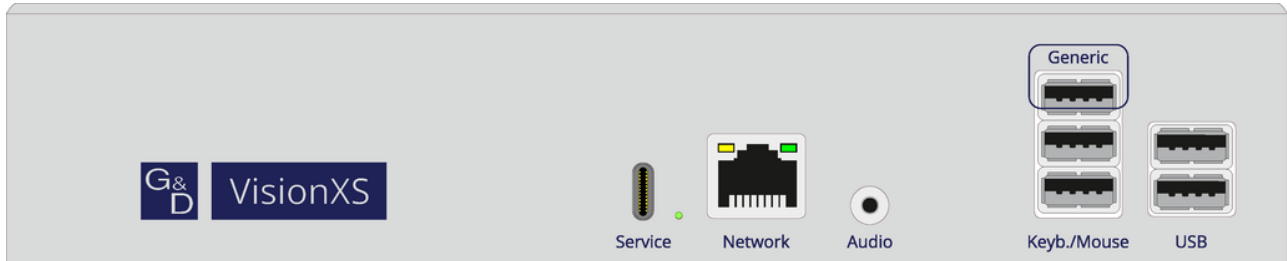 Generic
G&D
VisionXS
Service
Network
Audio
Keyb./Mouse
USB